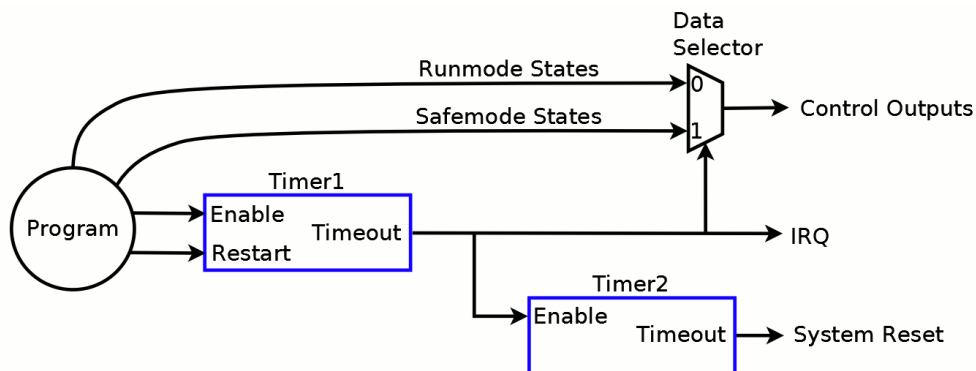 Data
Selector
Runmode States
0
Safemode States
1
Control Outputs
Timer1
Program
Enable
Timeout
Restart
IRQ
Timer2
Enable
Timeout
System Reset